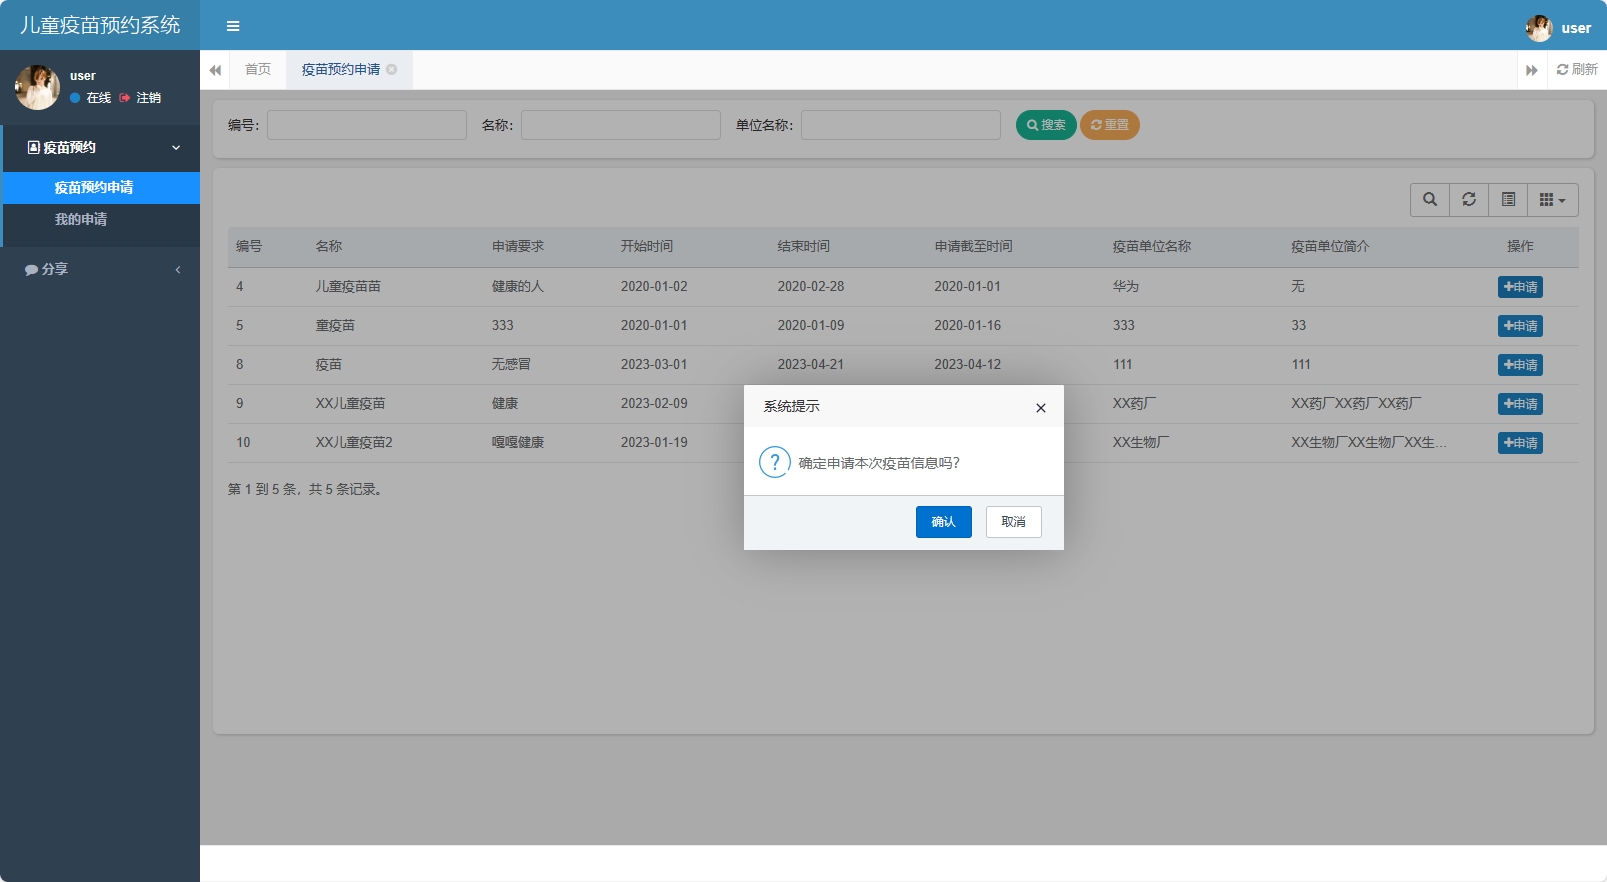 儿童疫苗预约系统
user
user
在线 注销
首页 疫苗预约申请 刷新
疫苗预约
疫苗预约申请
我的申请
分享
编号： 名称： 单位名称： 搜索 重置
编号 名称 申请要求 开始时间 结束时间 申请截至时间 疫苗单位名称 疫苗单位简介 操作
4 儿童疫苗苗 健康的人 2020-01-02 2020-02-28 2020-01-01 华为 无 申请
5 童疫苗 333 2020-01-01 2020-01-09 2020-01-16 333 33 申请
8 疫苗 无感冒 2023-03-01 2023-04-21 2023-04-12 111 111 申请
9 XX儿童疫苗 健康 2023-02-09 XX药厂 XX药厂XX药厂XX药厂 申请
10 XX儿童疫苗2 嘎嘎健康 2023-01-19 XX生物厂 XX生物厂XX生物厂XX生... 申请
第 1 到 5 条，共 5 条记录。
系统提示
确定申请本次疫苗信息吗？
确认 取消